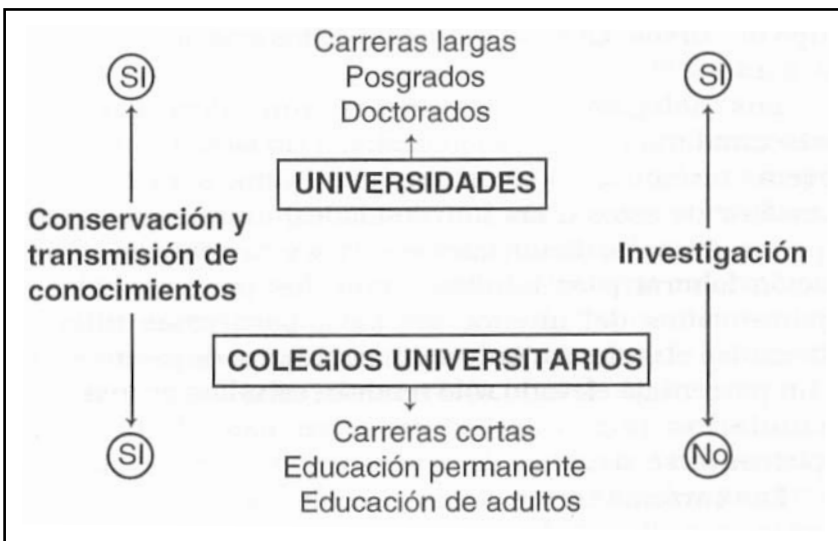 SI
Carreras largas
Posgrados
Doctorados
SI
UNIVERSIDADES
Conservación y
transmisión de
conocimientos
Investigación
COLEGIOS UNIVERSITARIOS
SI
Carreras cortas
Educación permanente
Educación de adultos
No